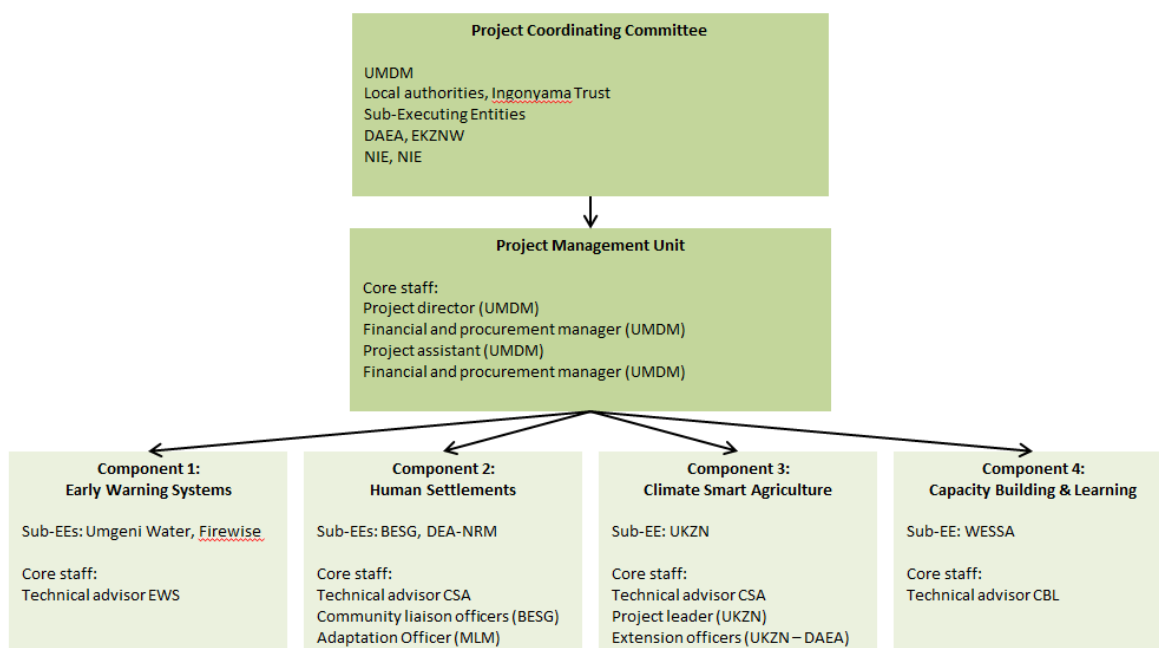 Project Coordinating Committee
UMDM
Local authorities, Ingonyama Trust
Sub-Executing Entities
DAEA, EKZNW
NIE, NIE
Project Management Unit
Core staff:
Project director (UMDM)
Financial and procurement manager (UMDM)
Project assistant (UMDM)
Financial and procurement manager (UMDM)
Component 1:
Early Warning Systems
Sub-EEs: Umgeni Water, Firewise
Core staff:
Technical advisor EWS
Component 2:
Human Settlements
Sub-EEs: BESG, DEA-NRM
Core staff:
Technical advisor CSA
Community liaison officers (BESG)
Adaptation Officer (MLM)
Component 3:
Climate Smart Agriculture
Sub-EE: UKZN
Core staff:
Technical advisor CSA
Project leader (UKZN)
Extension officers (UKZN – DAEA)
Component 4:
Capacity Building & Learning
Sub-EE: WESSA
Core staff:
Technical advisor CBL